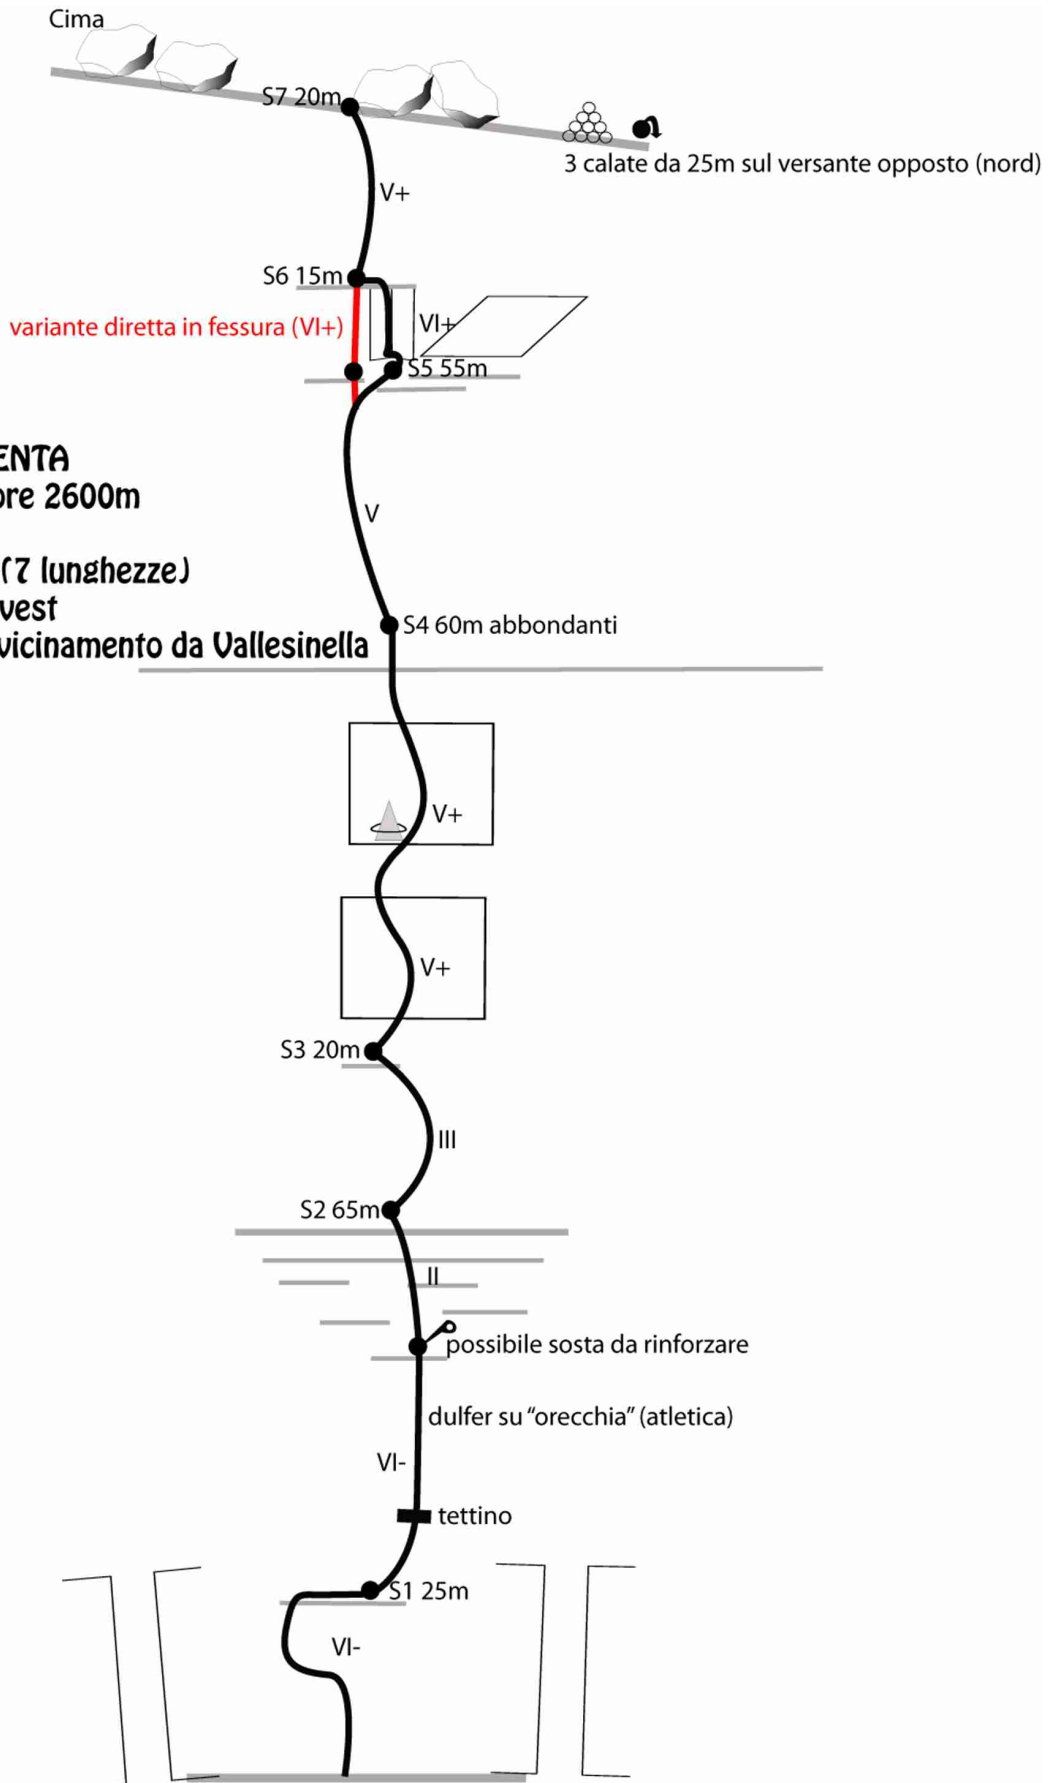 Cima
S7 20m
3 calate da 25m sul versante opposto (nord)
V+
S6 15m
variante diretta in fessura (VI+)
VI+
S5 55m
2600m
(7 lunghezze)
V
S4 60m abbondanti
da Vallesinella
V+
V+
S3 20m
III
S2 65m
II
possibile sosta da rinforzare
dulfer su “orecchia” (atletica)
VI-
tettino
S1 25m
VI-